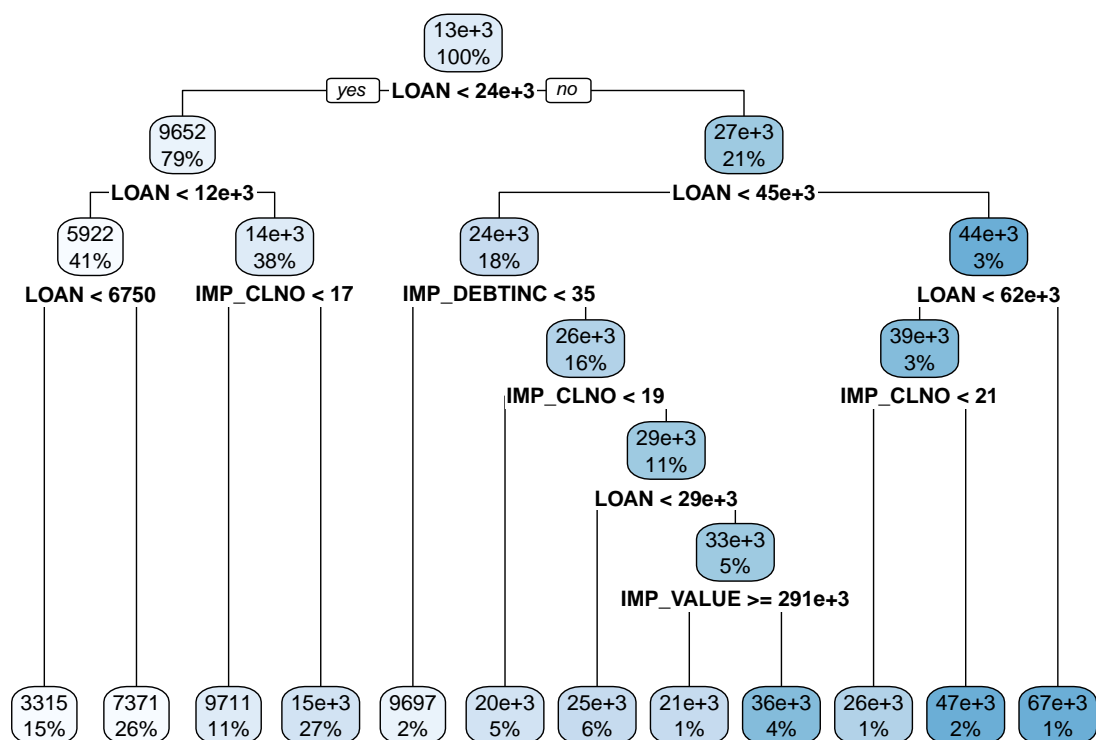 13e+3
100%
yes LOAN < 24e+3 no
9652
79%
27e+3
21%
LOAN < 12e+3
LOAN < 45e+3
5922
41%
14e+3
38%
24e+3
18%
44e+3
3%
LOAN < 6750
IMP_CLNO < 17
IMP_DEBTINC < 35
LOAN < 62e+3
26e+3
16%
39e+3
3%
IMP_CLNO < 19
IMP_CLNO < 21
29e+3
11%
LOAN < 29e+3
33e+3
5%
IMP_VALUE >= 291e+3
3315
15%
7371
26%
9711
11%
15e+3
27%
9697
2%
20e+3
5%
25e+3
6%
21e+3
1%
36e+3
4%
26e+3
1%
47e+3
2%
67e+3
1%